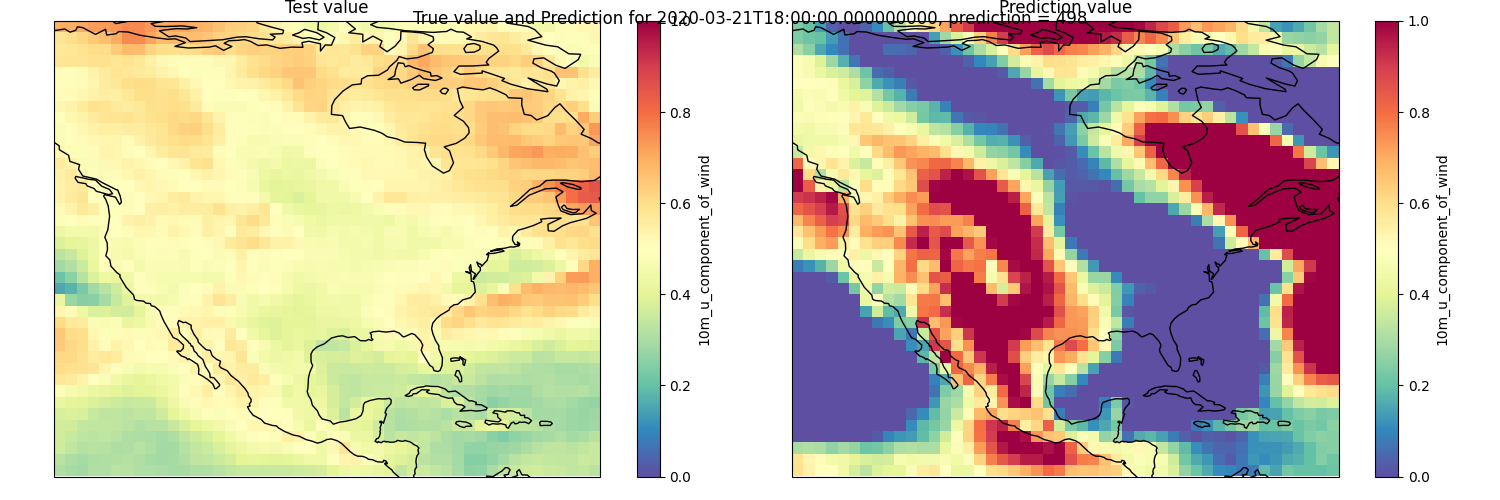 Test value
Prediction value
True value and Prediction for 2020-03-21T18:00:00.000000000, prediction = 498
1.0
0.8
0.6
0.4
0.2
0.0
10m_u_component_of_wind
1.0
0.8
0.6
0.4
0.2
0.0
10m_u_component_of_wind